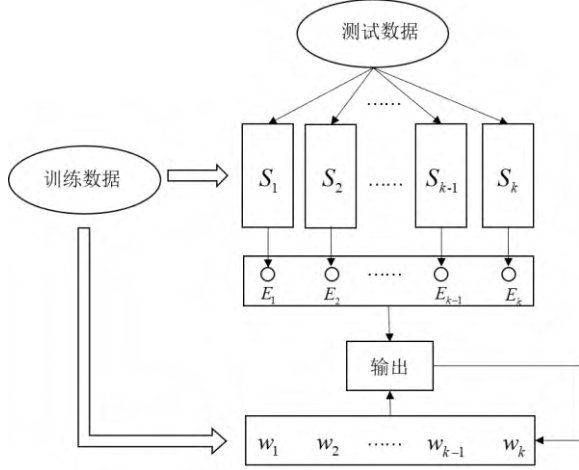 测试数据
……
训练数据
S₁ S₂ …… Sₖ₋₁ Sₖ
……
E₁ E₂ Eₖ₋₁ Eₖ
输出
w₁ w₂ …… wₖ₋₁ wₖ